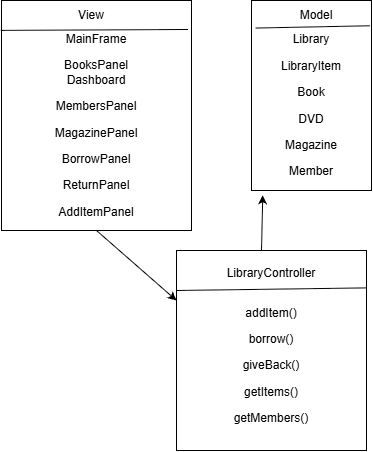 View
MainFrame
BooksPanel
Dashboard
MembersPanel
MagazinePanel
BorrowPanel
ReturnPanel
AddItemPanel
Model
Library
LibraryItem
Book
DVD
Magazine
Member
LibraryController
addItem()
borrow()
giveBack()
getItems()
getMembers()